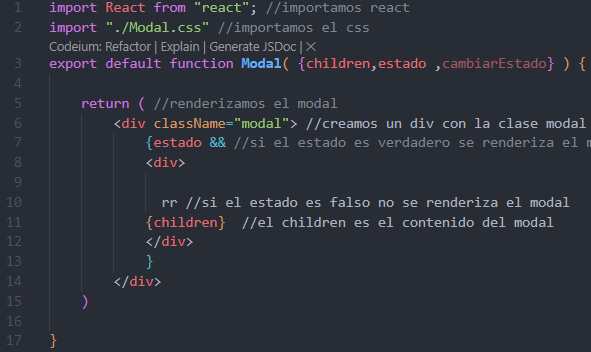 1 import React from "react"; //importamos react
2 import "./Modal.css" //importamos el css
Codeium: Refactor | Explain | Generate JSDoc | ×
3 export default function Modal( {children,estado ,cambiarEstado} ) {
4
5 return ( //renderizamos el modal
6 <div className="modal"> //creamos un div con la clase modal
7 {estado && //si el estado es verdadero se renderiza el m
8 <div>
9
10 rr //si el estado es falso no se renderiza el modal
11 {children} //el children es el contenido del modal
12 </div>
13 }
14 </div>
15 )
16
17 }